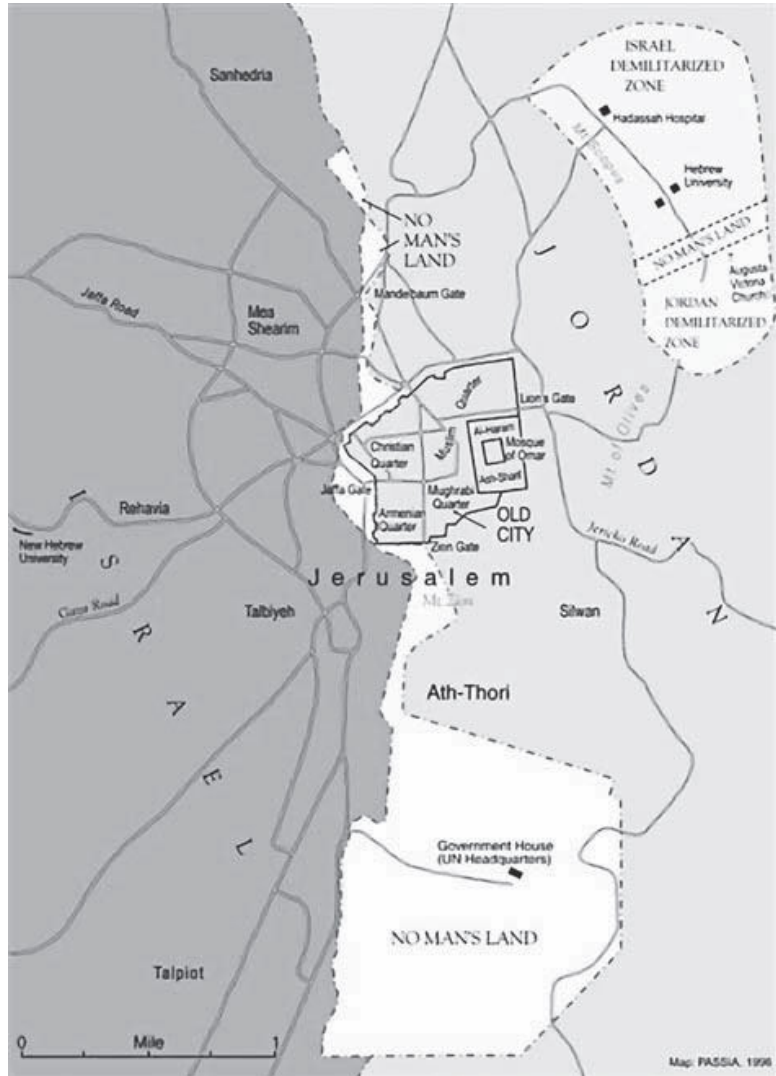 Sanhedria
ISRAEL
DEMILITARIZED
ZONE
Hadassah Hospital
Mt. Scopus
Hebrew
University
NO MAN'S LAND
Augusta
Victoria
Church
JORDAN
DEMILITARIZED
ZONE
NO
MAN'S
LAND
Mandebaum Gate
Jaffa Road
Mea
Shearim
JORDAN
Mt. of Olives
Lion's Gate
Muslim Quarter
Christian
Quarter
Al-Haram
Mosque
of Omar
Ash-Sharif
Jaffa Gate
Mughrabi
Quarter
Armenian
Quarter
OLD
CITY
Zion Gate
Jericho Road
ISRAEL
Rehavia
New Hebrew
University
Jerusalem
Mt. Zion
Gaza Road
Talbiyeh
Silwan
Ath-Thori
Government House
(UN Headquarters)
NO MAN'S LAND
Talpiot
0 Mile 1
Map: PASSIA, 1996